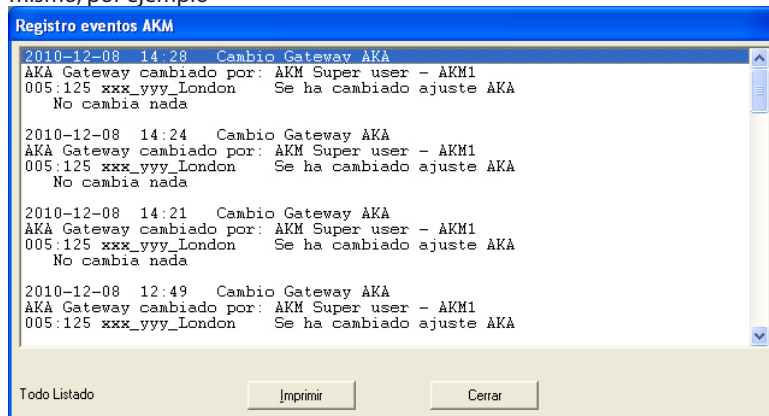 mismo, por ejemplo
Registro eventos AKM
2010-12-08 14:28 Cambio Gateway AKA
AKA Gateway cambiado por: AKM Super user - AKM1
005:125 xxx_yyy_London Se ha cambiado ajuste AKA
No cambia nada
2010-12-08 14:24 Cambio Gateway AKA
AKA Gateway cambiado por: AKM Super user - AKM1
005:125 xxx_yyy_London Se ha cambiado ajuste AKA
No cambia nada
2010-12-08 14:21 Cambio Gateway AKA
AKA Gateway cambiado por: AKM Super user - AKM1
005:125 xxx_yyy_London Se ha cambiado ajuste AKA
No cambia nada
2010-12-08 12:49 Cambio Gateway AKA
AKA Gateway cambiado por: AKM Super user - AKM1
005:125 xxx_yyy_London Se ha cambiado ajuste AKA
Todo Listado Imprimir Cerrar